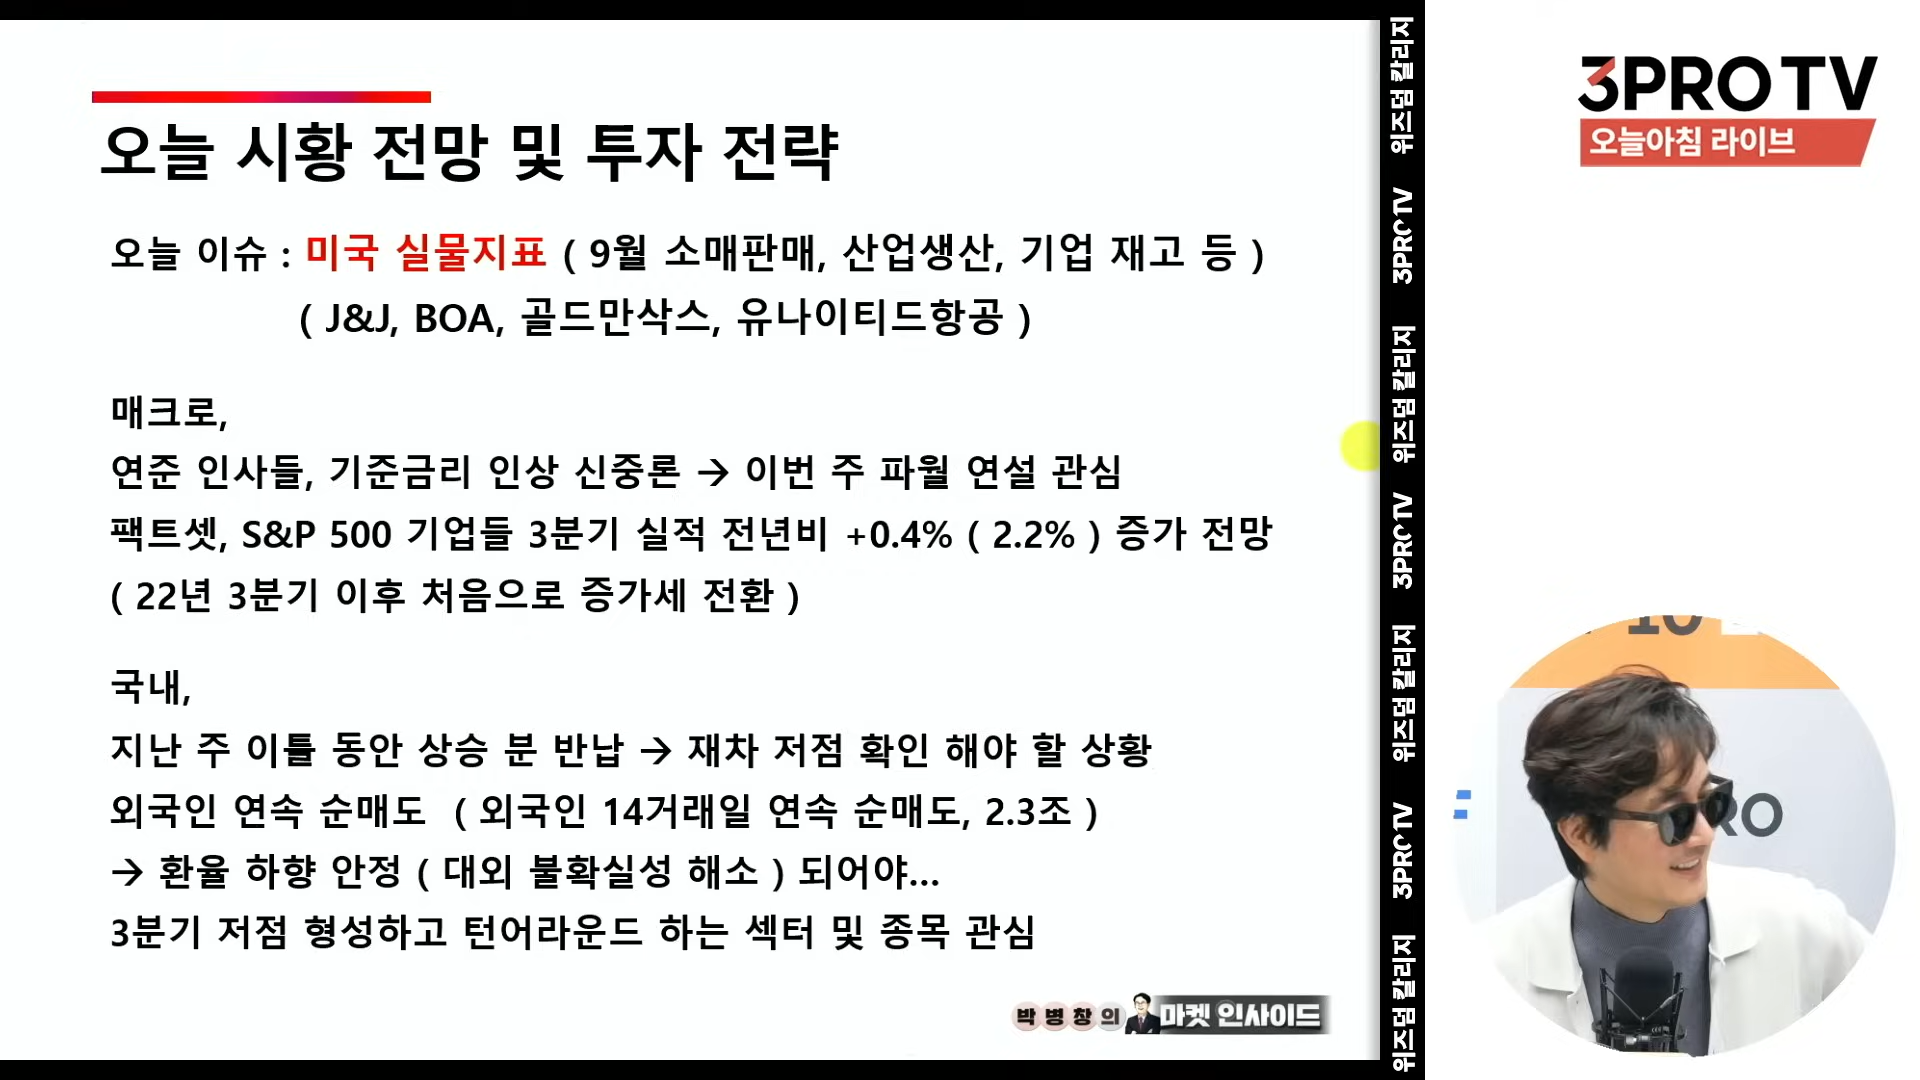 오늘 시황 전망 및 투자 전략
오늘 이슈 : 미국 실물지표 ( 9월 소매판매, 산업생산, 기업 재고 등 )
( J&J, BOA, 골드만삭스, 유나이티드항공 )
매크로,
연준 인사들, 기준금리 인상 신중론 → 이번 주 파월 연설 관심
팩트셋, S&P 500 기업들 3분기 실적 전년비 +0.4% ( 2.2% ) 증가 전망
( 22년 3분기 이후 처음으로 증가세 전환 )
국내,
지난 주 이틀 동안 상승 분 반납 → 재차 저점 확인 해야 할 상황
외국인 연속 순매도 ( 외국인 14거래일 연속 순매도, 2.3조 )
→ 환율 하향 안정 ( 대외 불확실성 해소 ) 되어야...
3분기 저점 형성하고 턴어라운드 하는 섹터 및 종목 관심
박병창의 마켓 인사이드
위즈덤 칼리지
3PROTV
위즈덤 칼리지
3PROTV
위즈덤 칼리지
3PROTV
위즈덤 칼리지
3PRO TV
오늘아침 라이브
10
RO